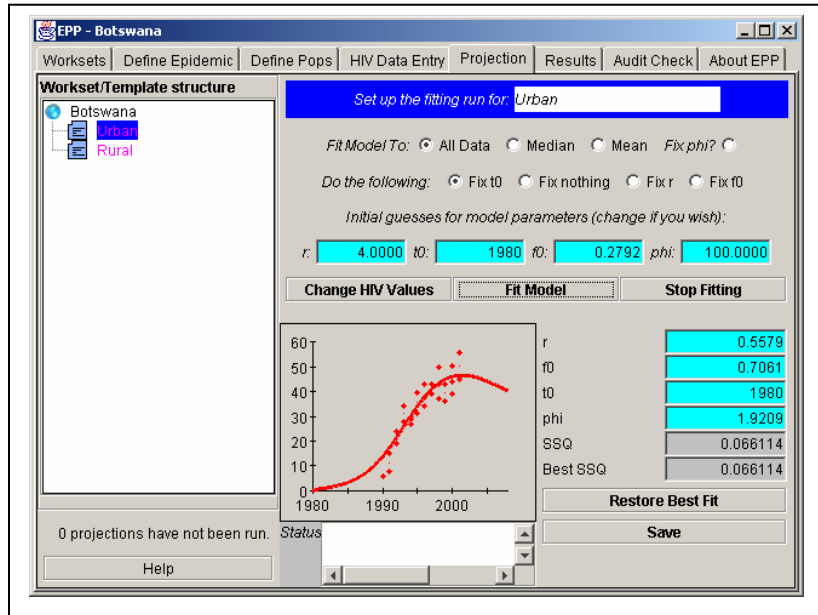 EPP - Botswana
Worksets Define Epidemic Define Pops HIV Data Entry Projection Results Audit Check About EPP
Workset/Template structure
Botswana
Urban
Rural
0 projections have not been run.
Help
Set up the fitting run for: Urban
Fit Model To: All Data Median Mean Fix phi?
Do the following: Fix t0 Fix nothing Fix r Fix f0
Initial guesses for model parameters (change if you wish):
r: 4.0000 t0: 1980 f0: 0.2792 phi: 100.0000
Change HIV Values Fit Model Stop Fitting
60
50
40
30
20
10
0
1980 1990 2000
r 0.5579
f0 0.7061
t0 1980
phi 1.9209
SSQ 0.066114
Best SSQ 0.066114
Restore Best Fit
Save
Status